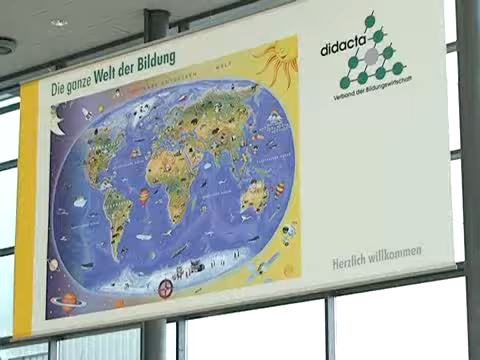 Die ganze Welt der Bildung
didacta
Verband der Bildungswirtschaft
Herzlich willkommen